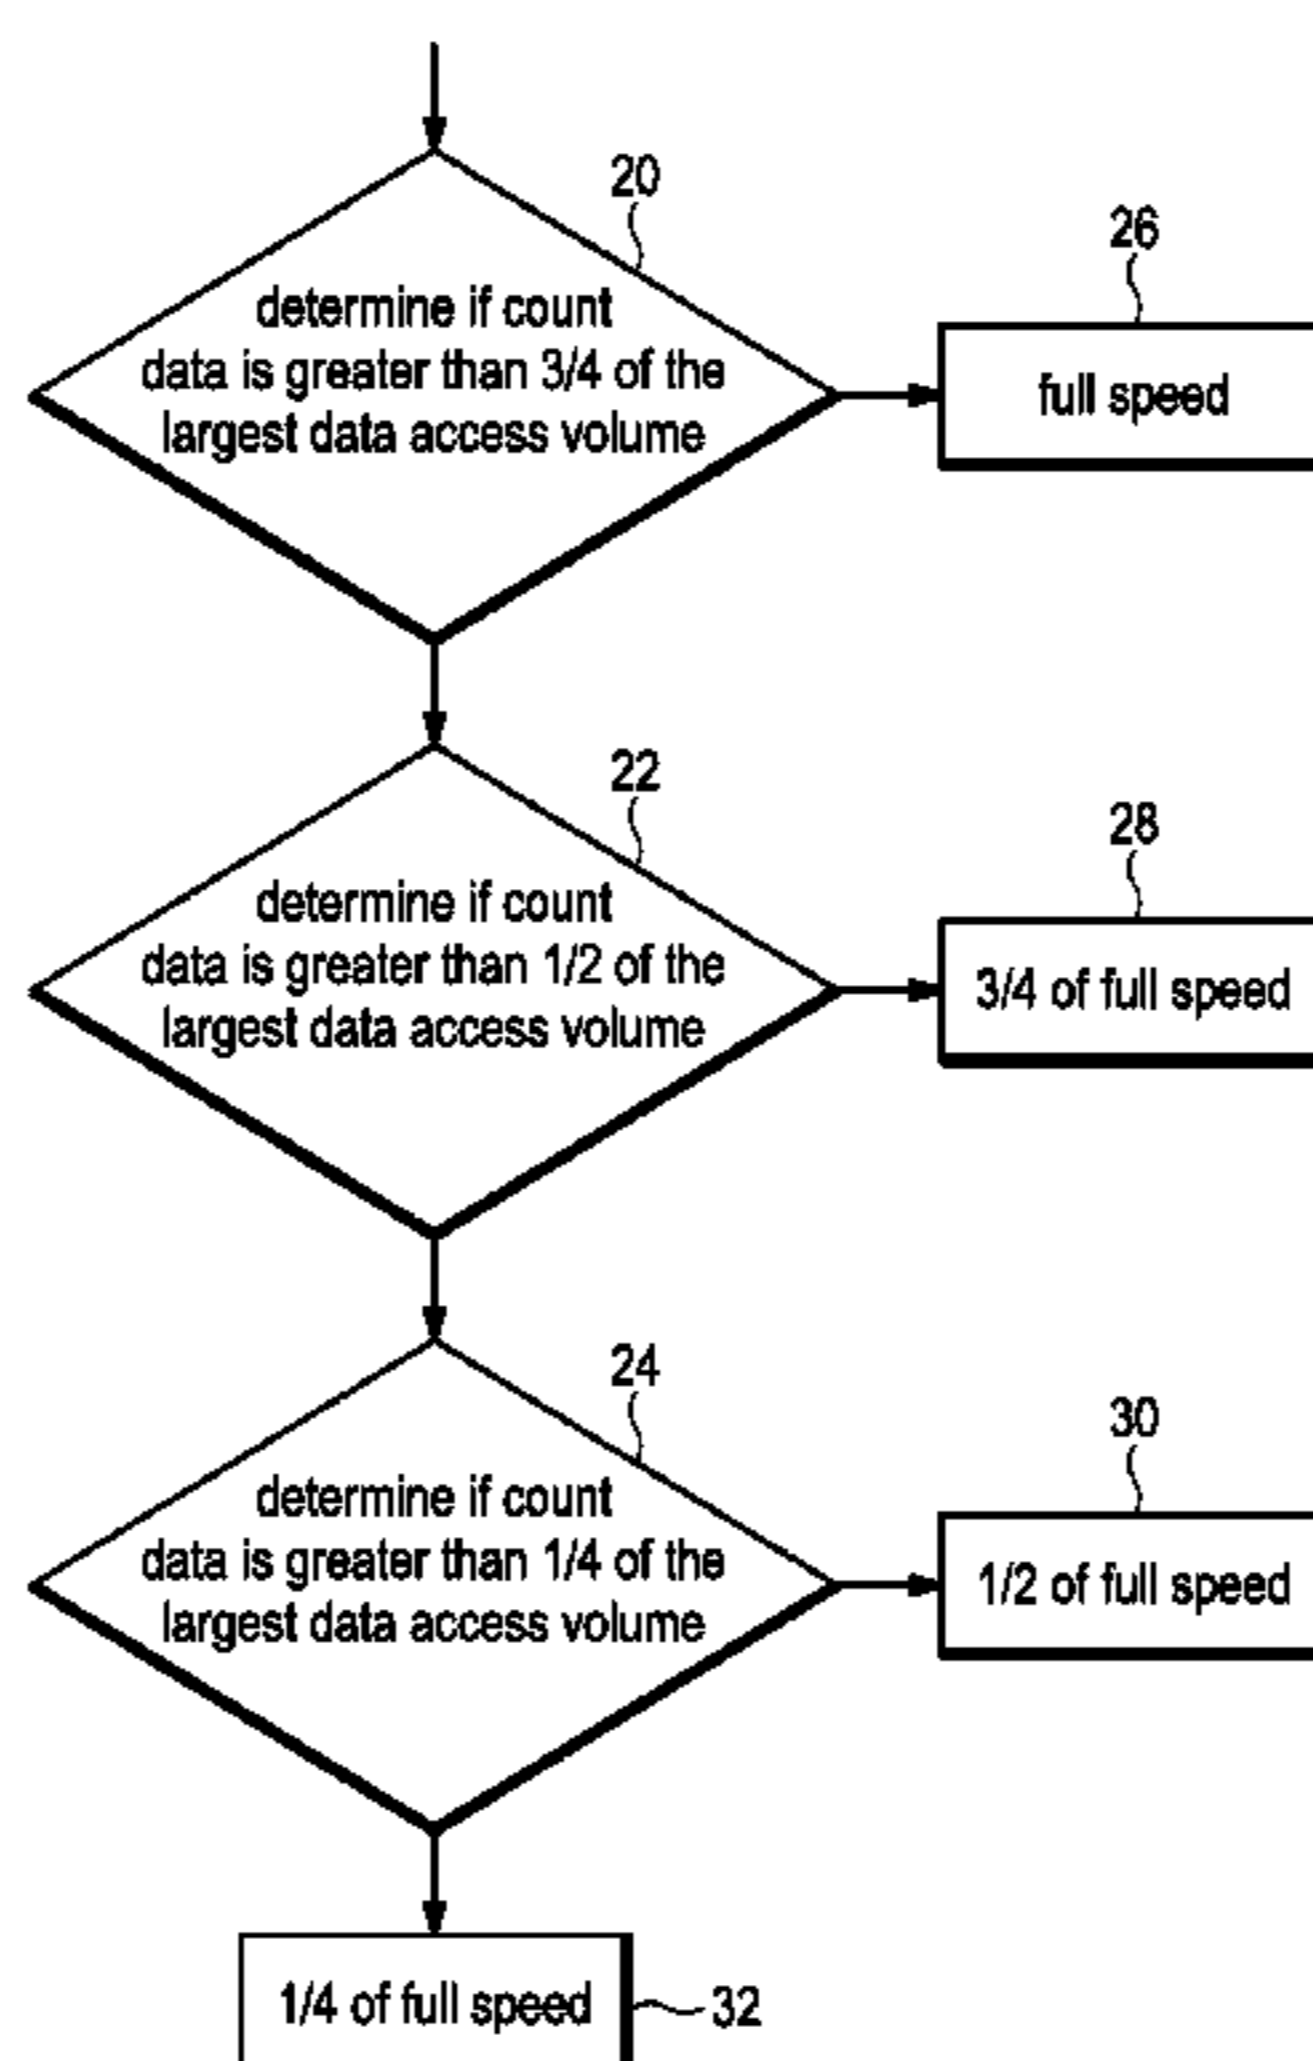 20
26
determine if count
data is greater than 3/4 of the
largest data access volume
full speed
22
28
determine if count
data is greater than 1/2 of the
largest data access volume
3/4 of full speed
24
30
determine if count
data is greater than 1/4 of the
largest data access volume
1/2 of full speed
1/4 of full speed
32